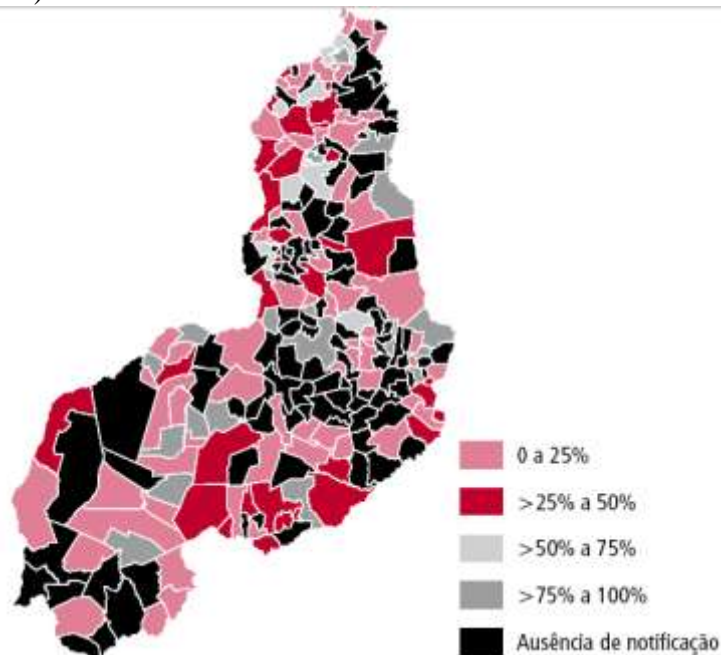 0 a 25%
>25% a 50%
>50% a 75%
>75% a 100%
Ausência de notificação